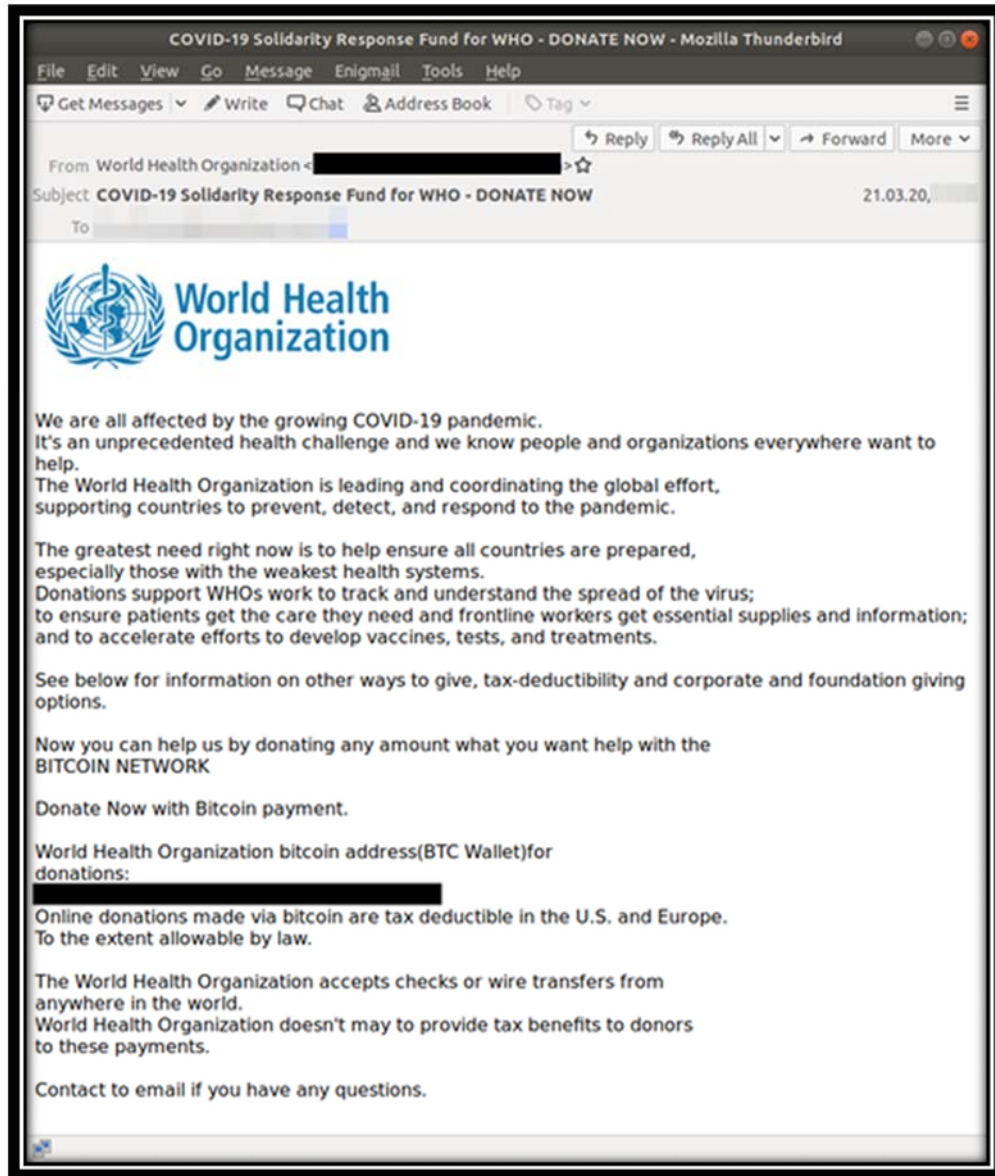 COVID-19 Solidarity Response Fund for WHO - DONATE NOW - Mozilla Thunderbird
File Edit View Go Message Enigmail Tools Help
Get Messages Write Chat Address Book Tag
Reply Reply All Forward More
From World Health Organization < >
Subject COVID-19 Solidarity Response Fund for WHO - DONATE NOW 21.03.20,
To
World Health
Organization
We are all affected by the growing COVID-19 pandemic.
It's an unprecedented health challenge and we know people and organizations everywhere want to
help.
The World Health Organization is leading and coordinating the global effort,
supporting countries to prevent, detect, and respond to the pandemic.
The greatest need right now is to help ensure all countries are prepared,
especially those with the weakest health systems.
Donations support WHOs work to track and understand the spread of the virus;
to ensure patients get the care they need and frontline workers get essential supplies and information;
and to accelerate efforts to develop vaccines, tests, and treatments.
See below for information on other ways to give, tax-deductibility and corporate and foundation giving
options.
Now you can help us by donating any amount what you want help with the
BITCOIN NETWORK
Donate Now with Bitcoin payment.
World Health Organization bitcoin address(BTC Wallet)for
donations:
Online donations made via bitcoin are tax deductible in the U.S. and Europe.
To the extent allowable by law.
The World Health Organization accepts checks or wire transfers from
anywhere in the world.
World Health Organization doesn't may to provide tax benefits to donors
to these payments.
Contact to email if you have any questions.